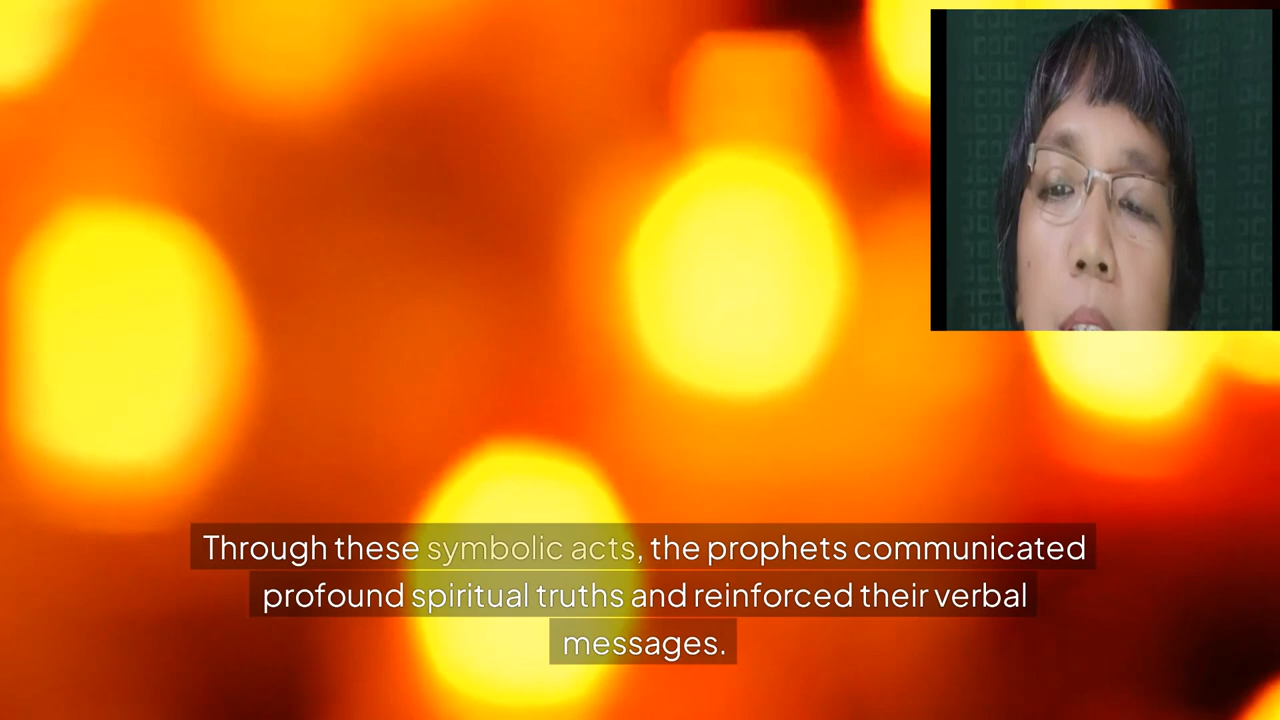 Through these symbolic acts, the prophets communicated
profound spiritual truths and reinforced their verbal
messages.